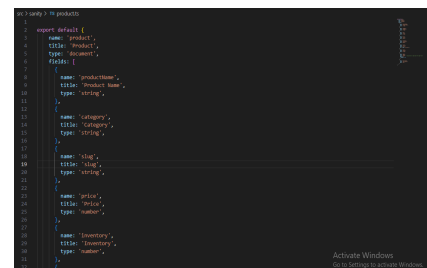 src > sanity > product.ts
1
2 export default {
3 name: 'product',
4 title: 'Product',
5 type: 'document',
6 fields: [
7 {
8 name: 'productName',
9 title: 'Product Name',
10 type: 'string',
11 },
12 {
13 name: 'category',
14 title: 'Category',
15 type: 'string',
16 },
17 {
18 name: 'slug',
19 title: 'slug',
20 type: 'string',
21 },
22 {
23 name: 'price',
24 title: 'Price',
25 type: 'number',
26 },
27 {
28 name: 'inventory',
29 title: 'Inventory',
30 type: 'number',
31 },
Activate Windows
Go to Settings to activate Windows.